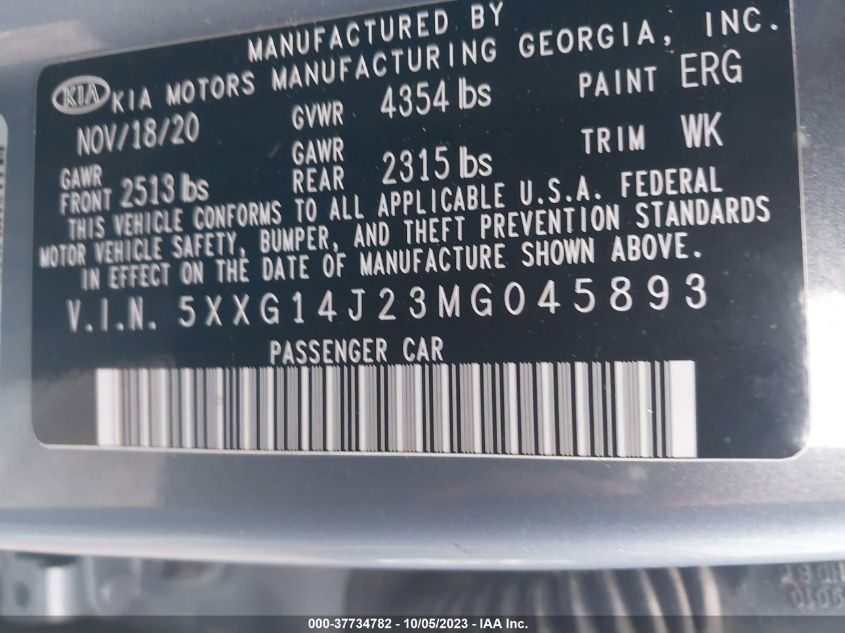 MANUFACTURED BY
KIA KIA MOTORS MANUFACTURING GEORGIA, INC.
NOV/18/20 GVWR 4354 lbs PAINT ERG
GAWR FRONT 2513 lbs GAWR REAR 2315 lbs TRIM WK
THIS VEHICLE CONFORMS TO ALL APPLICABLE U.S.A. FEDERAL
MOTOR VEHICLE SAFETY, BUMPER, AND THEFT PREVENTION STANDARDS
IN EFFECT ON THE DATE OF MANUFACTURE SHOWN ABOVE.
V.I.N. 5XXG14J23MG045893
PASSENGER CAR
000-37734782 - 10/05/2023 - IAA Inc.